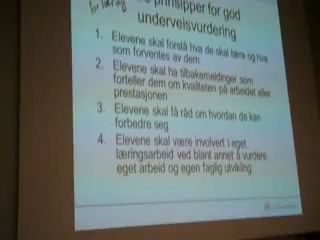 for læring
prinsipper for god
underveisvurdering
1. Elevene skal forstå hva de skal lære og hva
som forventes av dem
2. Elevene skal ha tilbakemeldinger som
forteller dem om kvaliteten på arbeidet eller
prestasjonen
3. Elevene skal få råd om hvordan de kan
forbedre seg
4. Elevene skal være involvert i eget
læringsarbeid ved blant annet å vurdere
eget arbeid og egen faglig utvikling